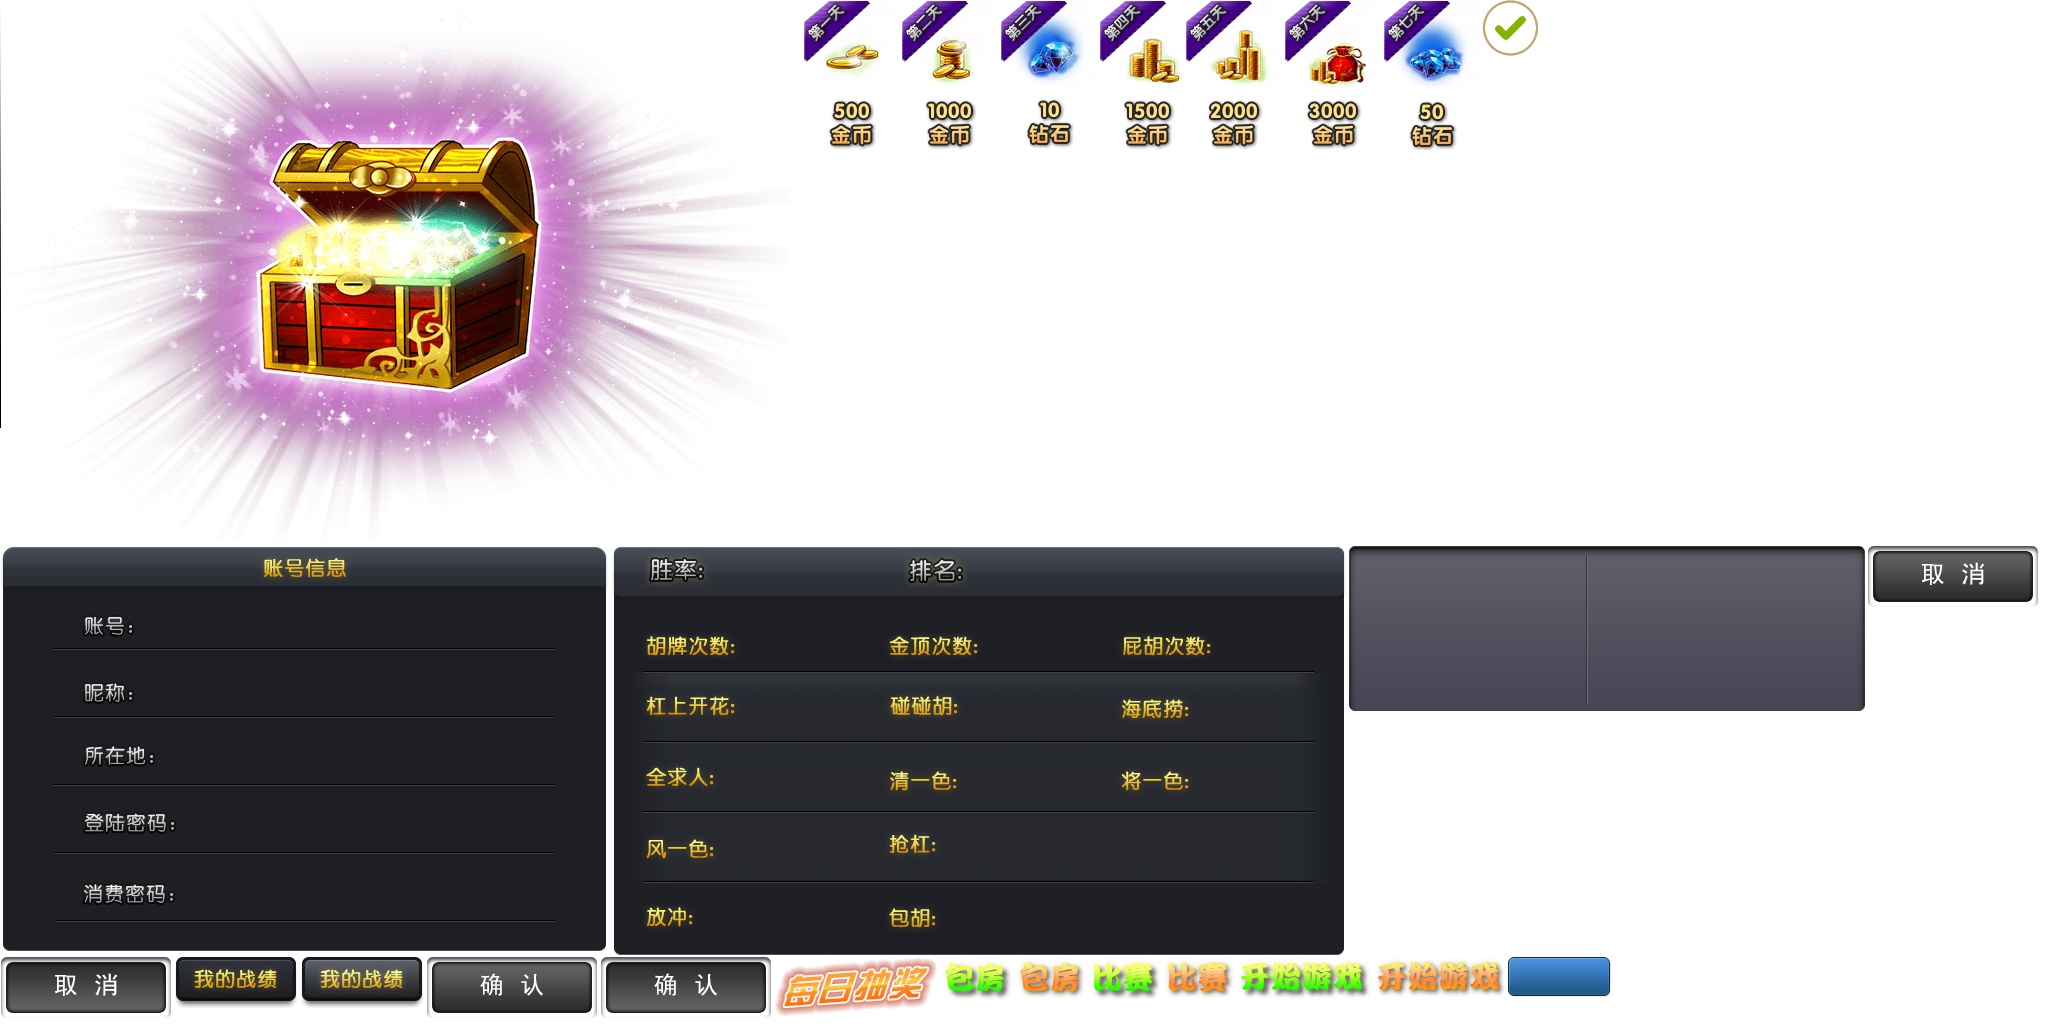 第一天
500
金币
第二天
1000
金币
第三天
10
钻石
第四天
1500
金币
第五天
2000
金币
第六天
3000
金币
第七天
50
钻石
账号信息
账号：
昵称：
所在地：
登陆密码：
消费密码：
胜率: 排名:
胡牌次数: 金顶次数: 屁胡次数:
杠上开花: 碰碰胡: 海底捞:
全求人: 清一色: 将一色:
风一色: 抢杠:
放冲: 包胡:
取 消
取 消
我的战绩
我的战绩
确 认
确 认
每日抽奖
包房
包房
比赛
比赛
开始游戏
开始游戏